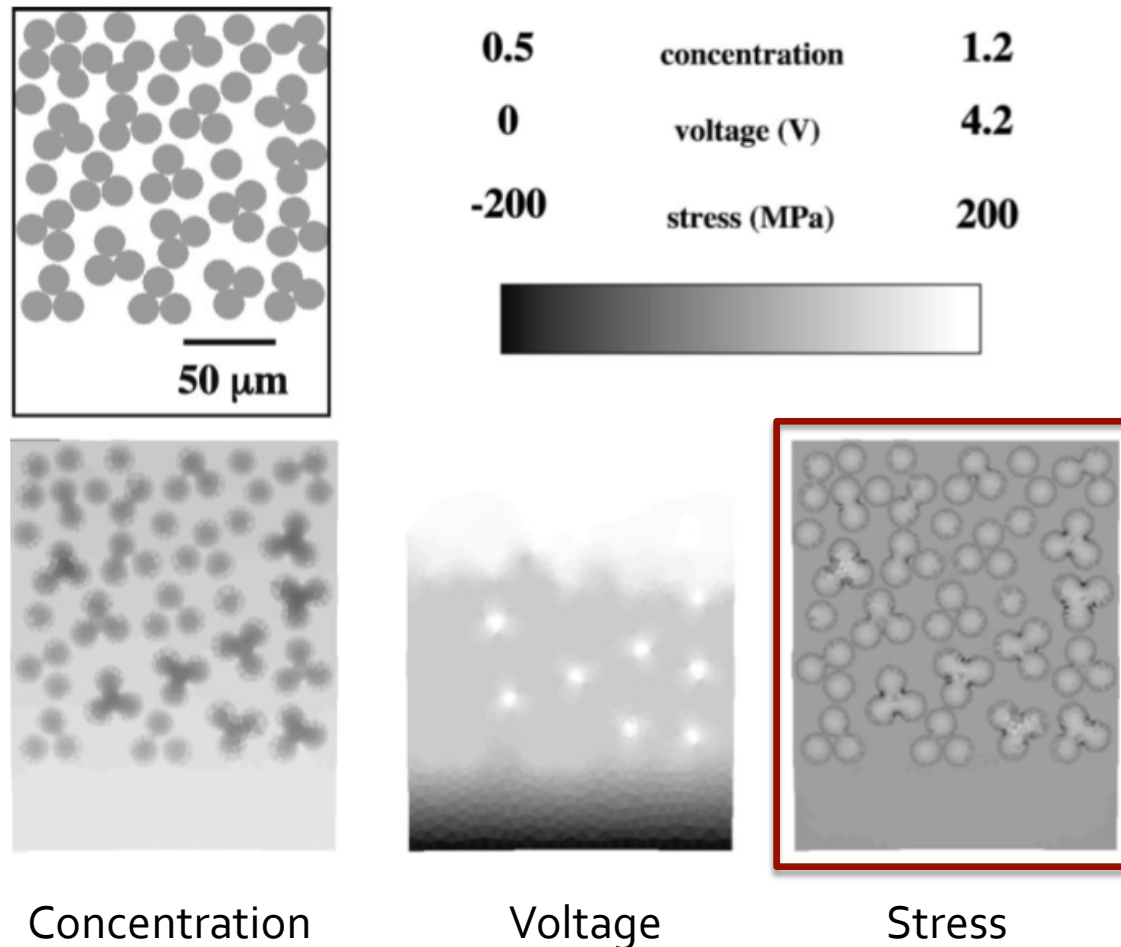 0.5 concentration 1.2
0 voltage (V) 4.2
-200 stress (MPa) 200
50 μm
Concentration Voltage Stress